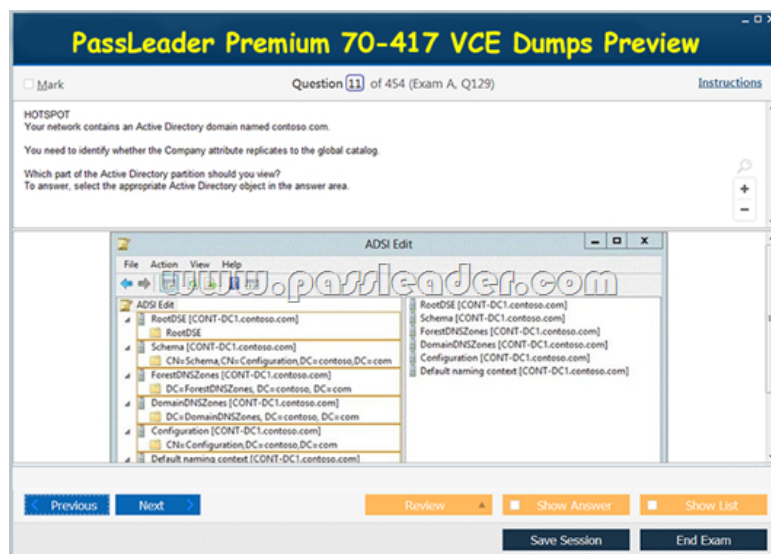 PassLeader Premium 70-417 VCE Dumps Preview
Mark
Question 11 of 454 (Exam A, Q129)
Instructions
HOTSPOT
Your network contains an Active Directory domain named contoso.com.
You need to identify whether the Company attribute replicates to the global catalog.
Which part of the Active Directory partition should you view?
To answer, select the appropriate Active Directory object in the answer area.
ADSI Edit
File Action View Help
www.passleader.com
ADSI Edit
RootDSE [CONT-DC1.contoso.com]
RootDSE
Schema [CONT-DC1.contoso.com]
CN=Schema,CN=Configuration,DC=contoso,DC=com
ForestDNSZones [CONT-DC1.contoso.com]
DC=ForestDNSZones, DC=contoso, DC=com
DomainDNSZones [CONT-DC1.contoso.com]
DC=DomainDNSZones, DC=contoso, DC=com
Configuration [CONT-DC1.contoso.com]
CN=Configuration,DC=contoso,DC=com
Default naming context [CONT-DC1.contoso.com]
RootDSE [CONT-DC1.contoso.com]
Schema [CONT-DC1.contoso.com]
ForestDNSZones [CONT-DC1.contoso.com]
DomainDNSZones [CONT-DC1.contoso.com]
Configuration [CONT-DC1.contoso.com]
Default naming context [CONT-DC1.contoso.com]
Previous
Next
Review
Show Answer
Show List
Save Session
End Exam